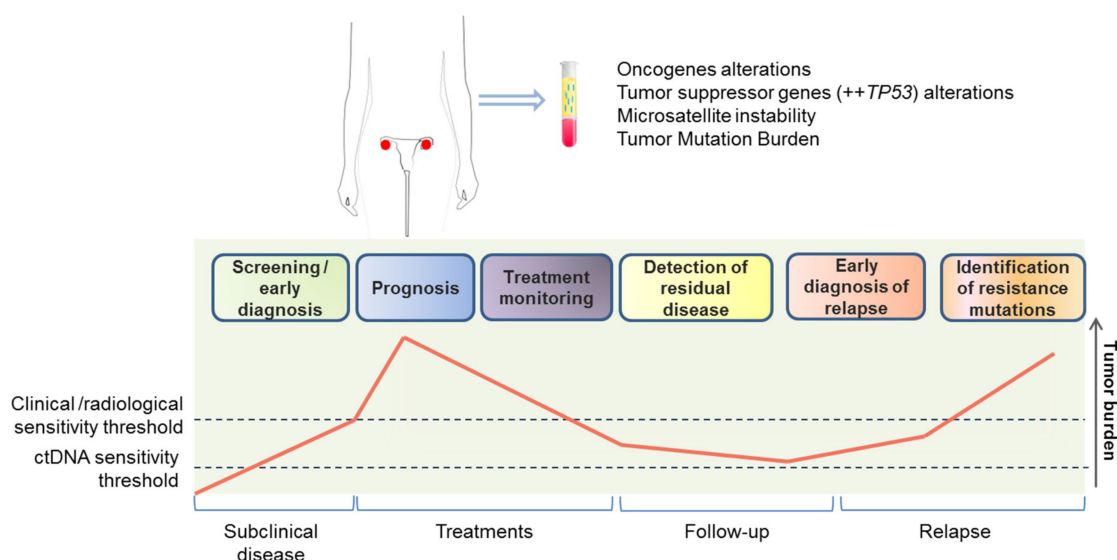 Oncogenes alterations
Tumor suppressor genes (++TP53) alterations
Microsatellite instability
Tumor Mutation Burden
Screening/
early
diagnosis
Prognosis
Treatment
monitoring
Detection of
residual
disease
Early
diagnosis of
relapse
Identification
of resistance
mutations
Tumor burden
Clinical/radiological
sensitivity threshold
ctDNA sensitivity
threshold
Subclinical
disease
Treatments
Follow-up
Relapse